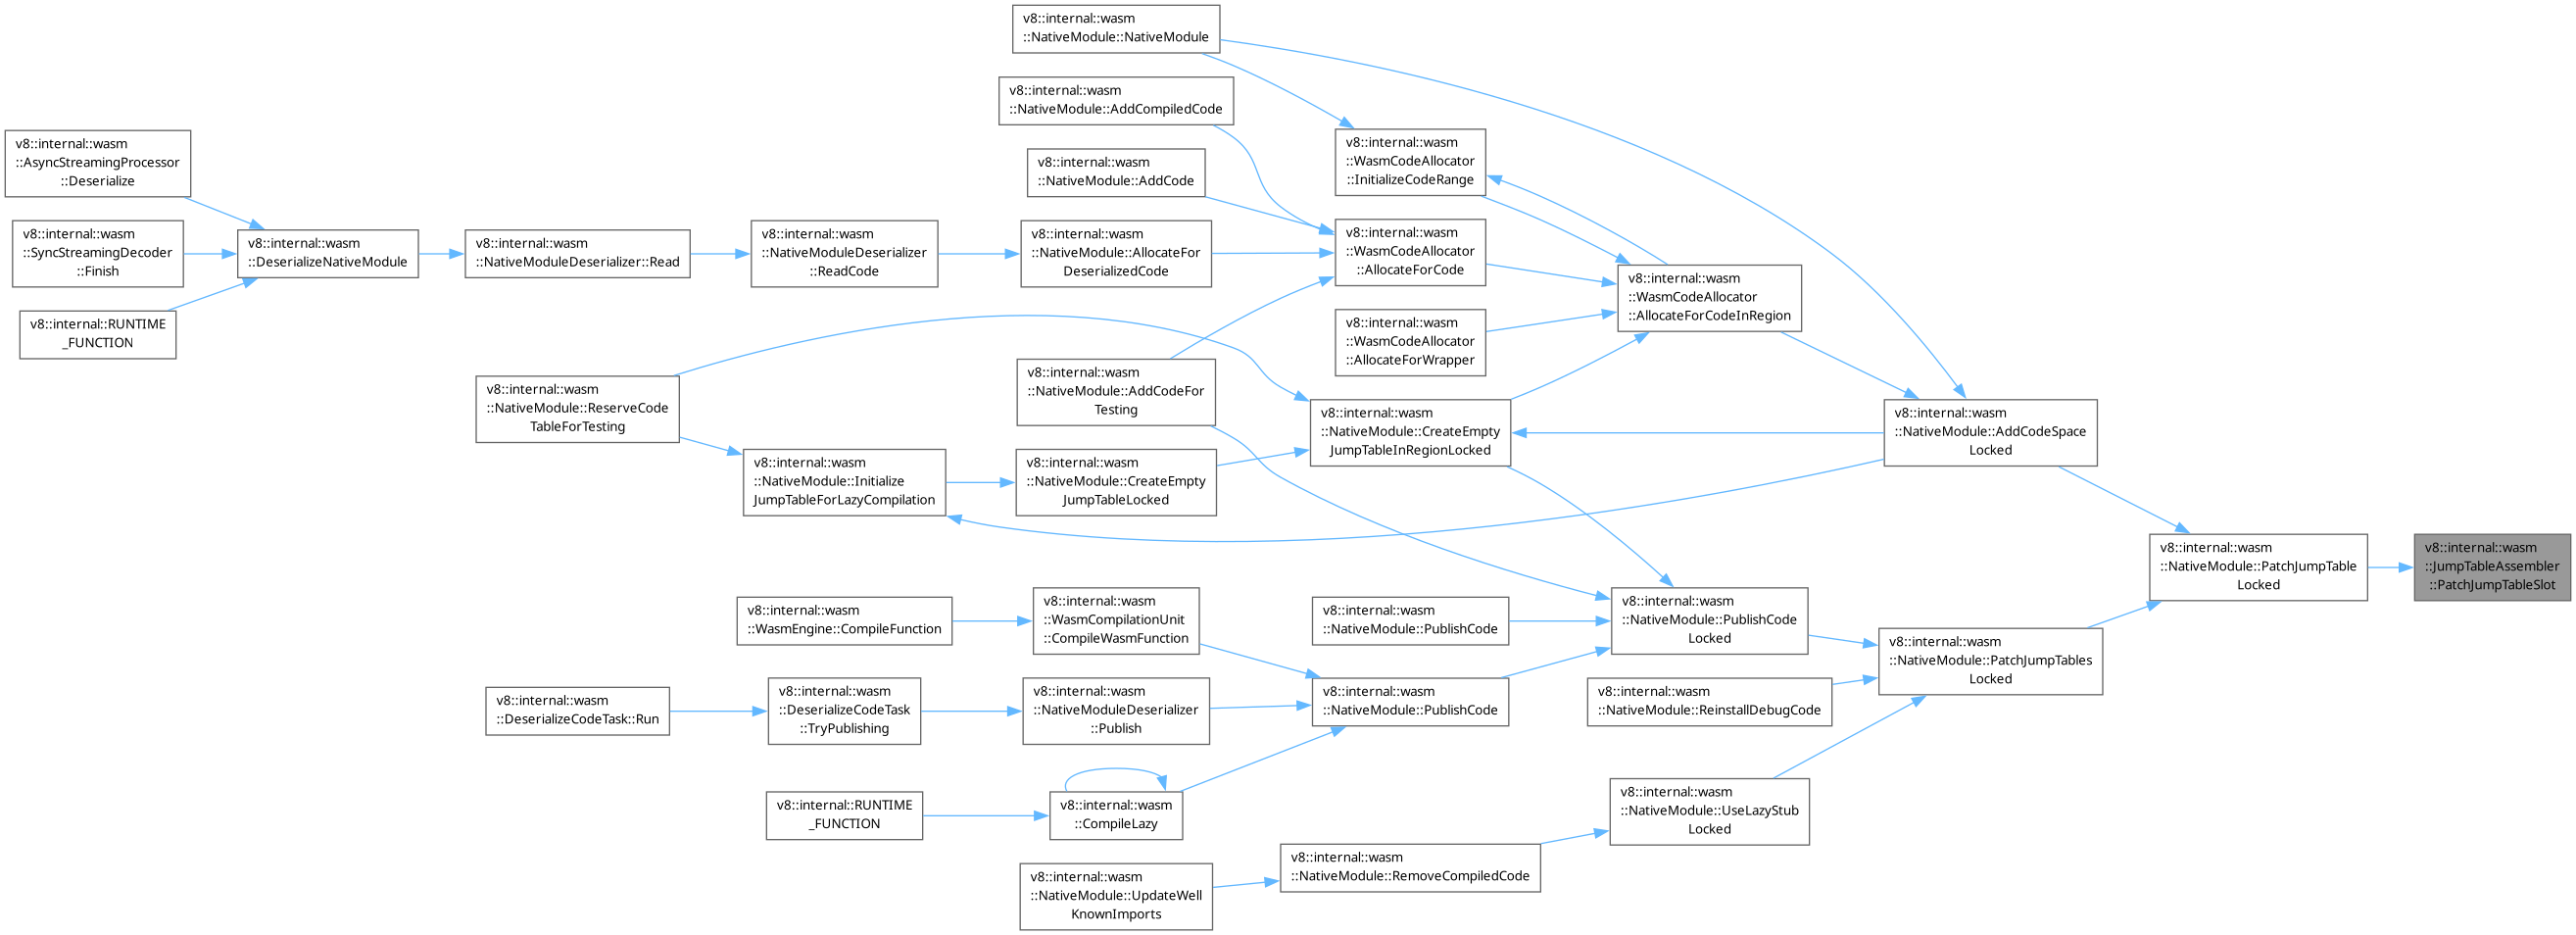 v8::internal::wasm
::NativeModule::NativeModule
v8::internal::wasm
::NativeModule::AddCompiledCode
v8::internal::wasm
::AsyncStreamingProcessor
::Deserialize
v8::internal::wasm
::WasmCodeAllocator
::InitializeCodeRange
v8::internal::wasm
::NativeModule::AddCode
v8::internal::wasm
::SyncStreamingDecoder
::Finish
v8::internal::wasm
::DeserializeNativeModule
v8::internal::wasm
::NativeModuleDeserializer::Read
v8::internal::wasm
::NativeModuleDeserializer
::ReadCode
v8::internal::wasm
::NativeModule::AllocateFor
DeserializedCode
v8::internal::wasm
::WasmCodeAllocator
::AllocateForCode
v8::internal::wasm
::WasmCodeAllocator
::AllocateForCodeInRegion
v8::internal::RUNTIME
_FUNCTION
v8::internal::wasm
::WasmCodeAllocator
::AllocateForWrapper
v8::internal::wasm
::NativeModule::ReserveCode
TableForTesting
v8::internal::wasm
::NativeModule::AddCodeFor
Testing
v8::internal::wasm
::NativeModule::CreateEmpty
JumpTableInRegionLocked
v8::internal::wasm
::NativeModule::AddCodeSpace
Locked
v8::internal::wasm
::NativeModule::Initialize
JumpTableForLazyCompilation
v8::internal::wasm
::NativeModule::CreateEmpty
JumpTableLocked
v8::internal::wasm
::NativeModule::PatchJumpTable
Locked
v8::internal::wasm
::JumpTableAssembler
::PatchJumpTableSlot
v8::internal::wasm
::WasmEngine::CompileFunction
v8::internal::wasm
::WasmCompilationUnit
::CompileWasmFunction
v8::internal::wasm
::NativeModule::PublishCode
v8::internal::wasm
::NativeModule::PublishCode
Locked
v8::internal::wasm
::NativeModule::PatchJumpTables
Locked
v8::internal::wasm
::DeserializeCodeTask::Run
v8::internal::wasm
::DeserializeCodeTask
::TryPublishing
v8::internal::wasm
::NativeModuleDeserializer
::Publish
v8::internal::wasm
::NativeModule::PublishCode
v8::internal::wasm
::NativeModule::ReinstallDebugCode
v8::internal::RUNTIME
_FUNCTION
v8::internal::wasm
::CompileLazy
v8::internal::wasm
::NativeModule::UseLazyStub
Locked
v8::internal::wasm
::NativeModule::RemoveCompiledCode
v8::internal::wasm
::NativeModule::UpdateWell
KnownImports